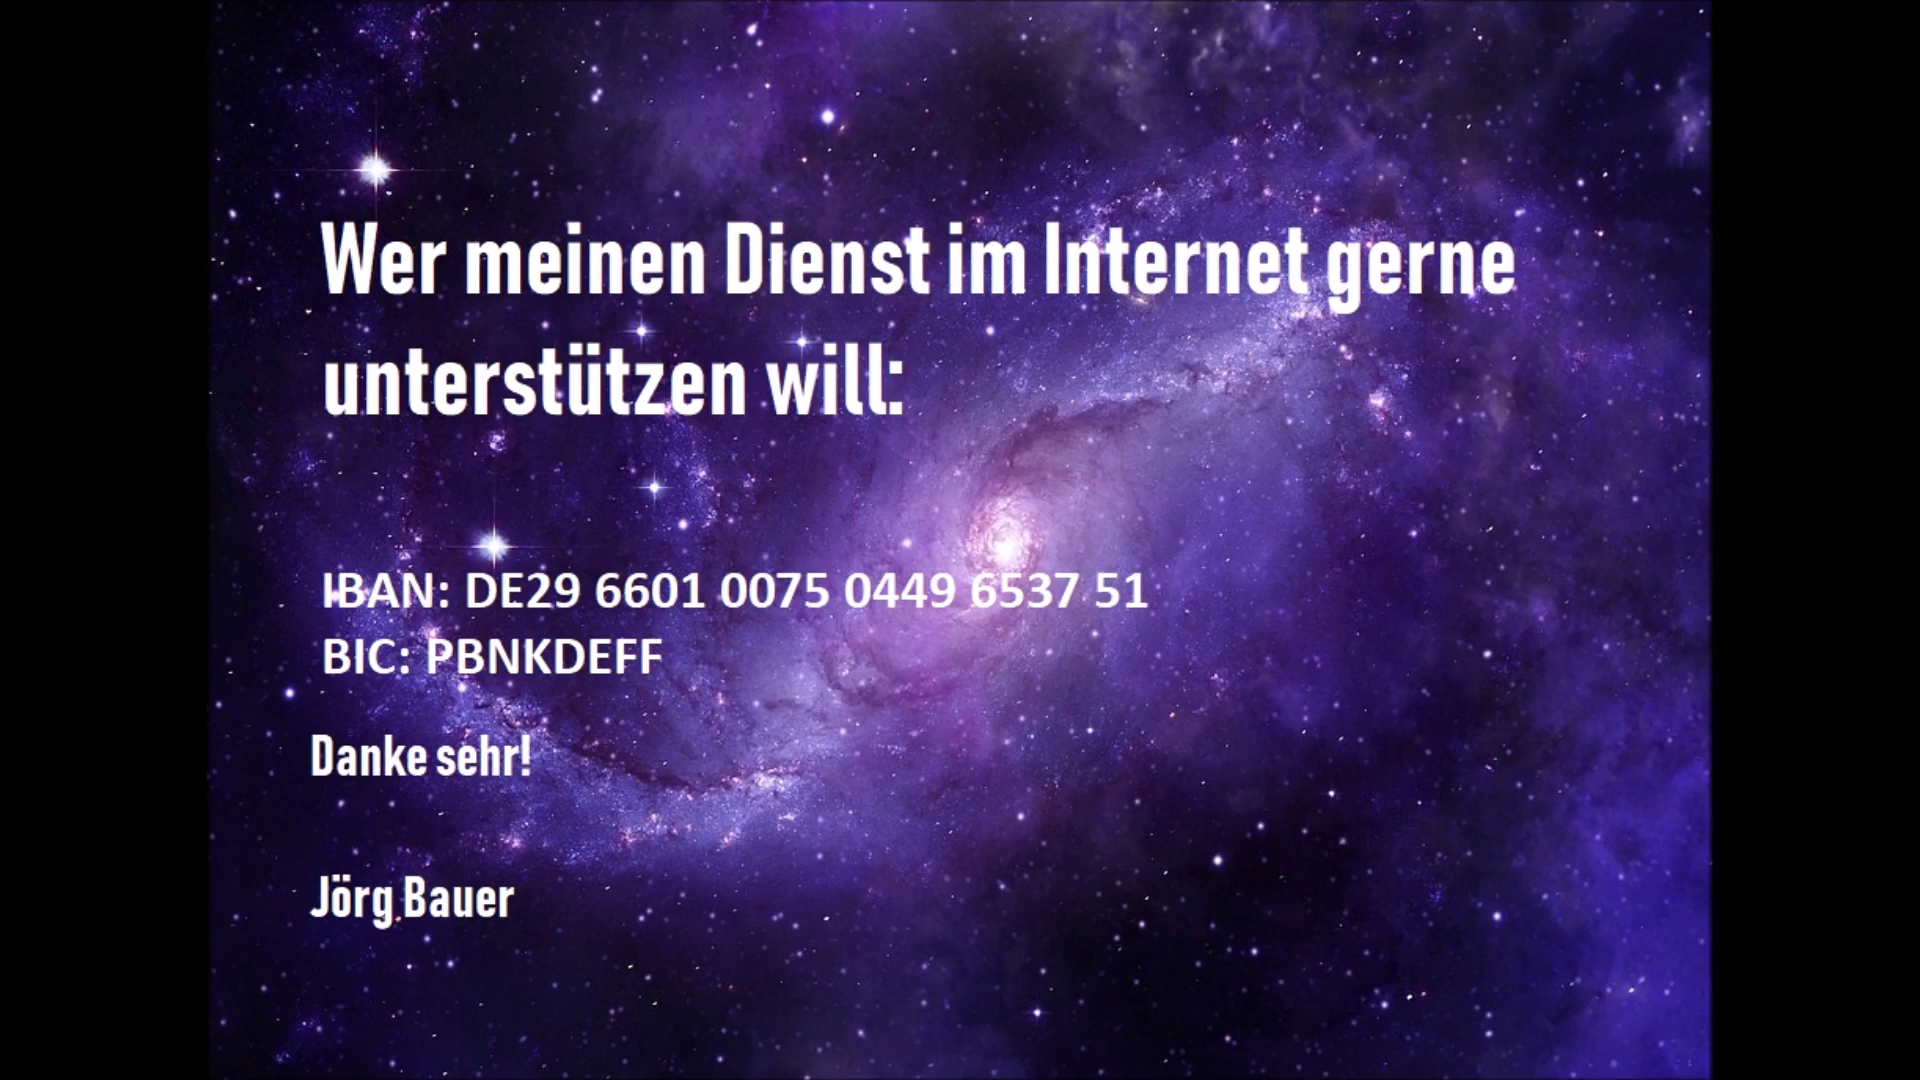 Wer meinen Dienst im Internet gerne
unterstützen will:
IBAN: DE29 6601 0075 0449 6537 51
BIC: PBNKDEFF
Danke sehr!
Jörg Bauer